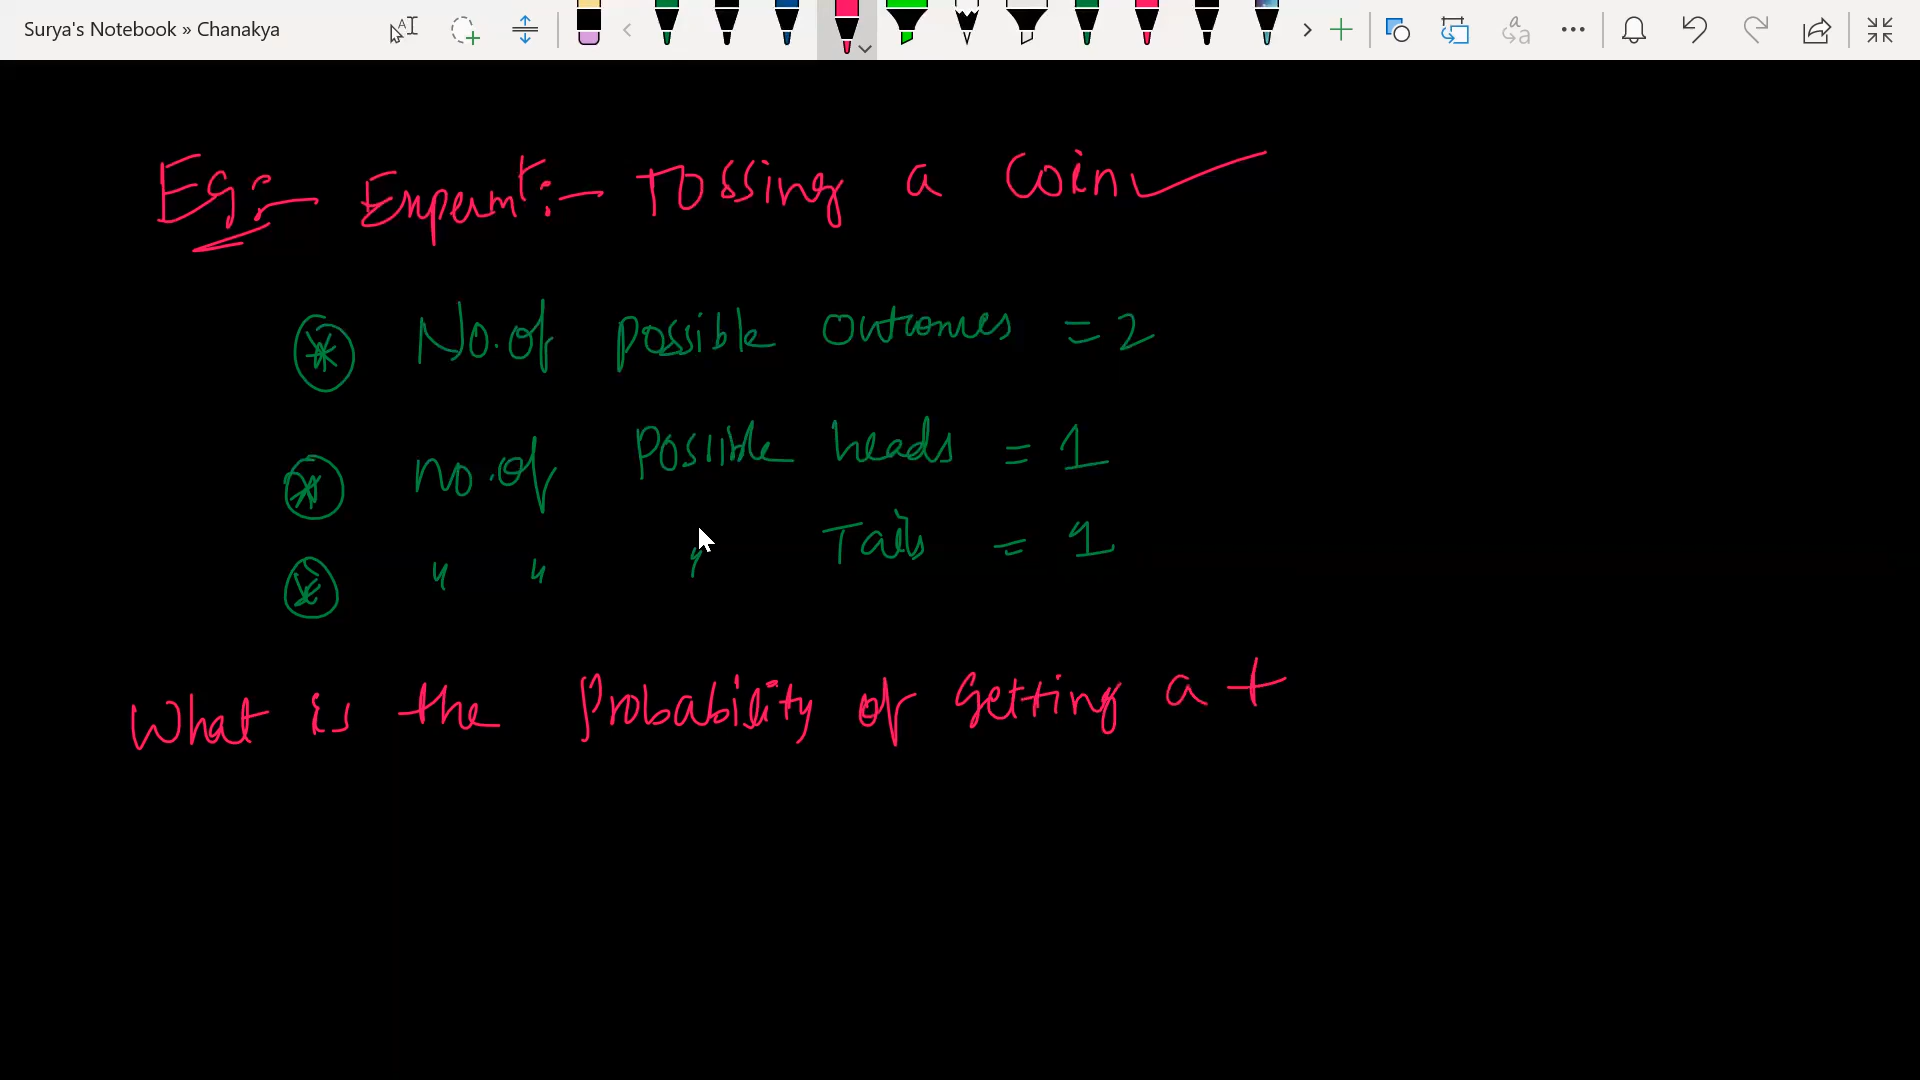 Surya's Notebook » Chanakya
Eg:- Experimt:- Tossing a Coin
No. of possible outcomes = 2
no. of Possible heads = 1
" " " Tails = 1
What is the Probability of Getting a t